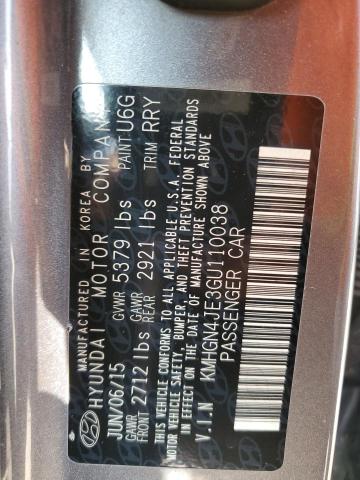 MANUFACTURED IN KOREA BY
HYUNDAI MOTOR COMPANY
JUN/06/15 GVWR 5379 lbs PAINT U6G
GAWR FRONT 2712 lbs GAWR REAR 2921 lbs TRIM RRY
THIS VEHICLE CONFORMS TO ALL APPLICABLE U.S.A. FEDERAL
MOTOR VEHICLE SAFETY, BUMPER, AND THEFT PREVENTION STANDARDS
IN EFFECT ON THE DATE OF MANUFACTURE SHOWN ABOVE
V.I.N KMHGN4JE3GU110038
PASSENGER CAR